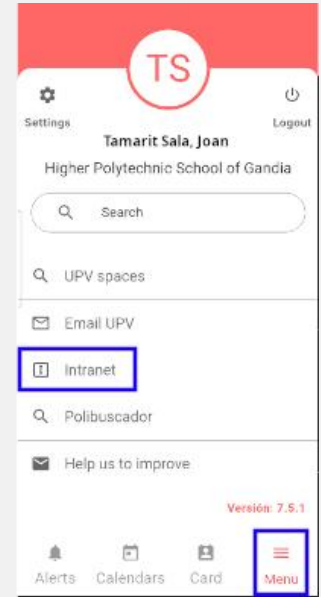 TS
Settings
Logout
Tamarit Sala, Joan
Higher Polytechnic School of Gandia
Search
UPV spaces
Email UPV
Intranet
Polibuscador
Help us to improve
Versión: 7.5.1
Alerts Calendars Card Menu